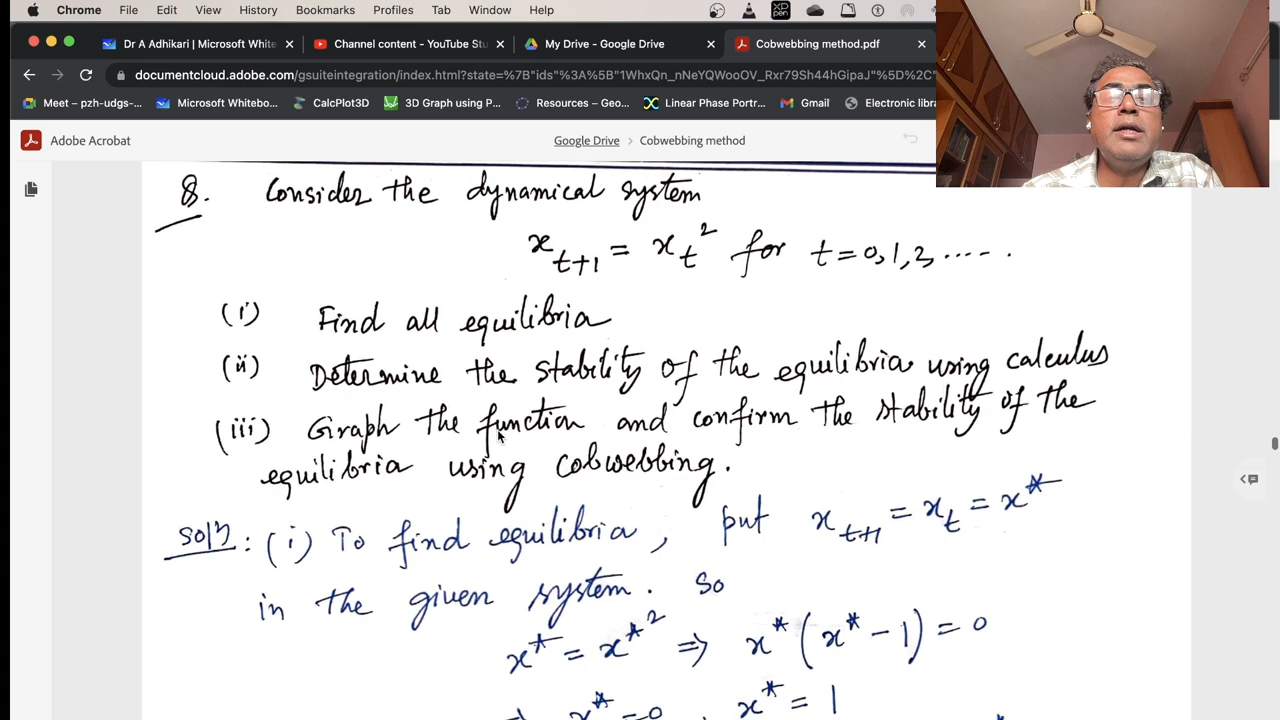 Chrome File Edit View History Bookmarks Profiles Tab Window Help
Dr A Adhikari | Microsoft White
Channel content - YouTube Stu
My Drive - Google Drive
Cobwebbing method.pdf
documentcloud.adobe.com/gsuiteintegration/index.html?state=%7B"ids"%3A%5B"1WhxQn_nNeYQWooOV_Rxr79Sh44hGipaJ"%5D%2C"
Meet – pzh-udgs-...
Microsoft Whitebo...
CalcPlot3D
3D Graph using P...
Resources – Geo...
Linear Phase Portr...
Gmail
Electronic libra
Adobe Acrobat
Google Drive > Cobwebbing method
8. Consider the dynamical system
x_{t+1} = x_t^2 for t = 0, 1, 2, .....
(i) Find all equilibria
(ii) Determine the stability of the equilibria using calculus
(iii) Graph the function and confirm the stability of the
equilibria using cobwebbing.
Soln: (i) To find equilibria, put x_{t+1} = x_t = x*
in the given system. So
x* = x*^2 ⇒ x*(x* - 1) = 0
⇒ x* = 0, x* = 1